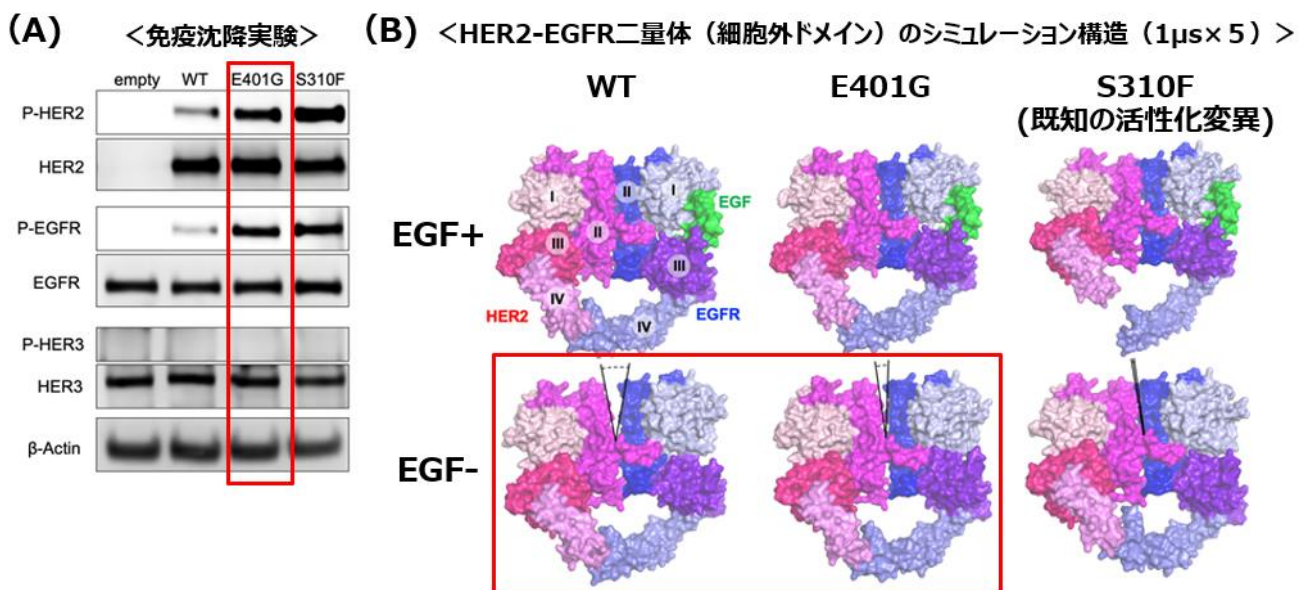 (A) <免疫沈降実験>
empty WT E401G S310F
P-HER2
HER2
P-EGFR
EGFR
P-HER3
HER3
β-Actin
(B) <HER2-EGFR二量体（細胞外ドメイン）のシミュレーション構造（1μs×5）>
WT E401G S310F
(既知の活性化変異)
EGF+
I II I
EGF
III II III
IV IV
HER2 EGFR
EGF-